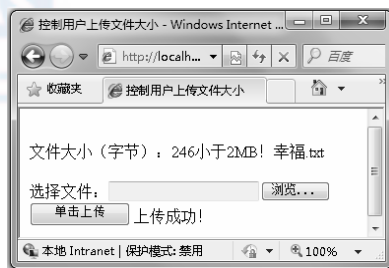 控制用户上传文件大小 - Windows Internet ...
http://localh...
百度
收藏夹 控制用户上传文件大小
文件大小（字节）：246小于2MB！幸福.txt
选择文件： 浏览...
单击上传 上传成功！
本地 Intranet | 保护模式: 禁用 100%